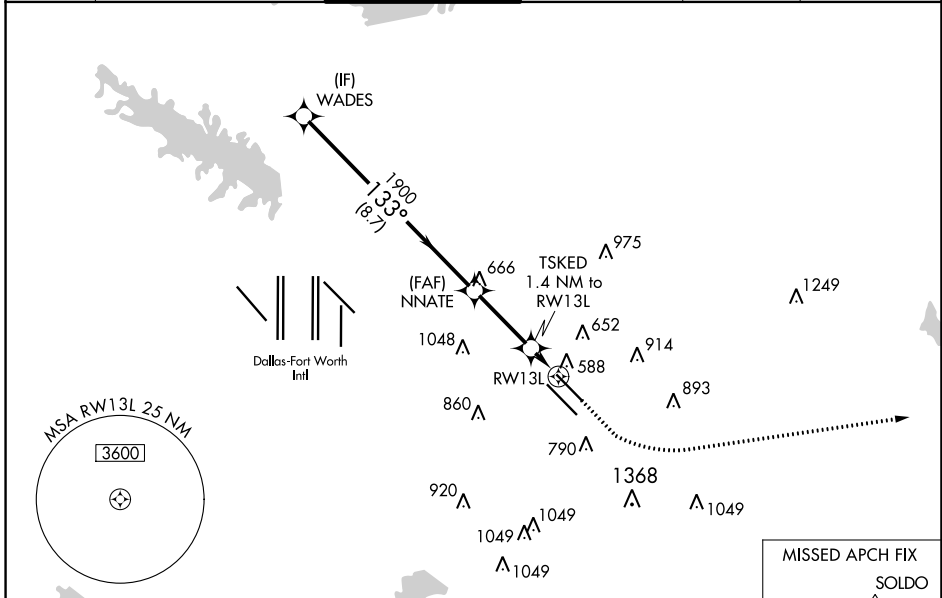 (IF)
WADES
1900
133°
(8.7)
975
TSKED
1.4 NM to
RW13L
666
(FAF)
NNATE
1249
652
1048
914
Dallas-Fort Worth
Intl
588
RW13L
893
860
MSA RW13L 25 NM
3600
790
1368
920
1049
1049
1049
1049
MISSED APCH FIX
SOLDO